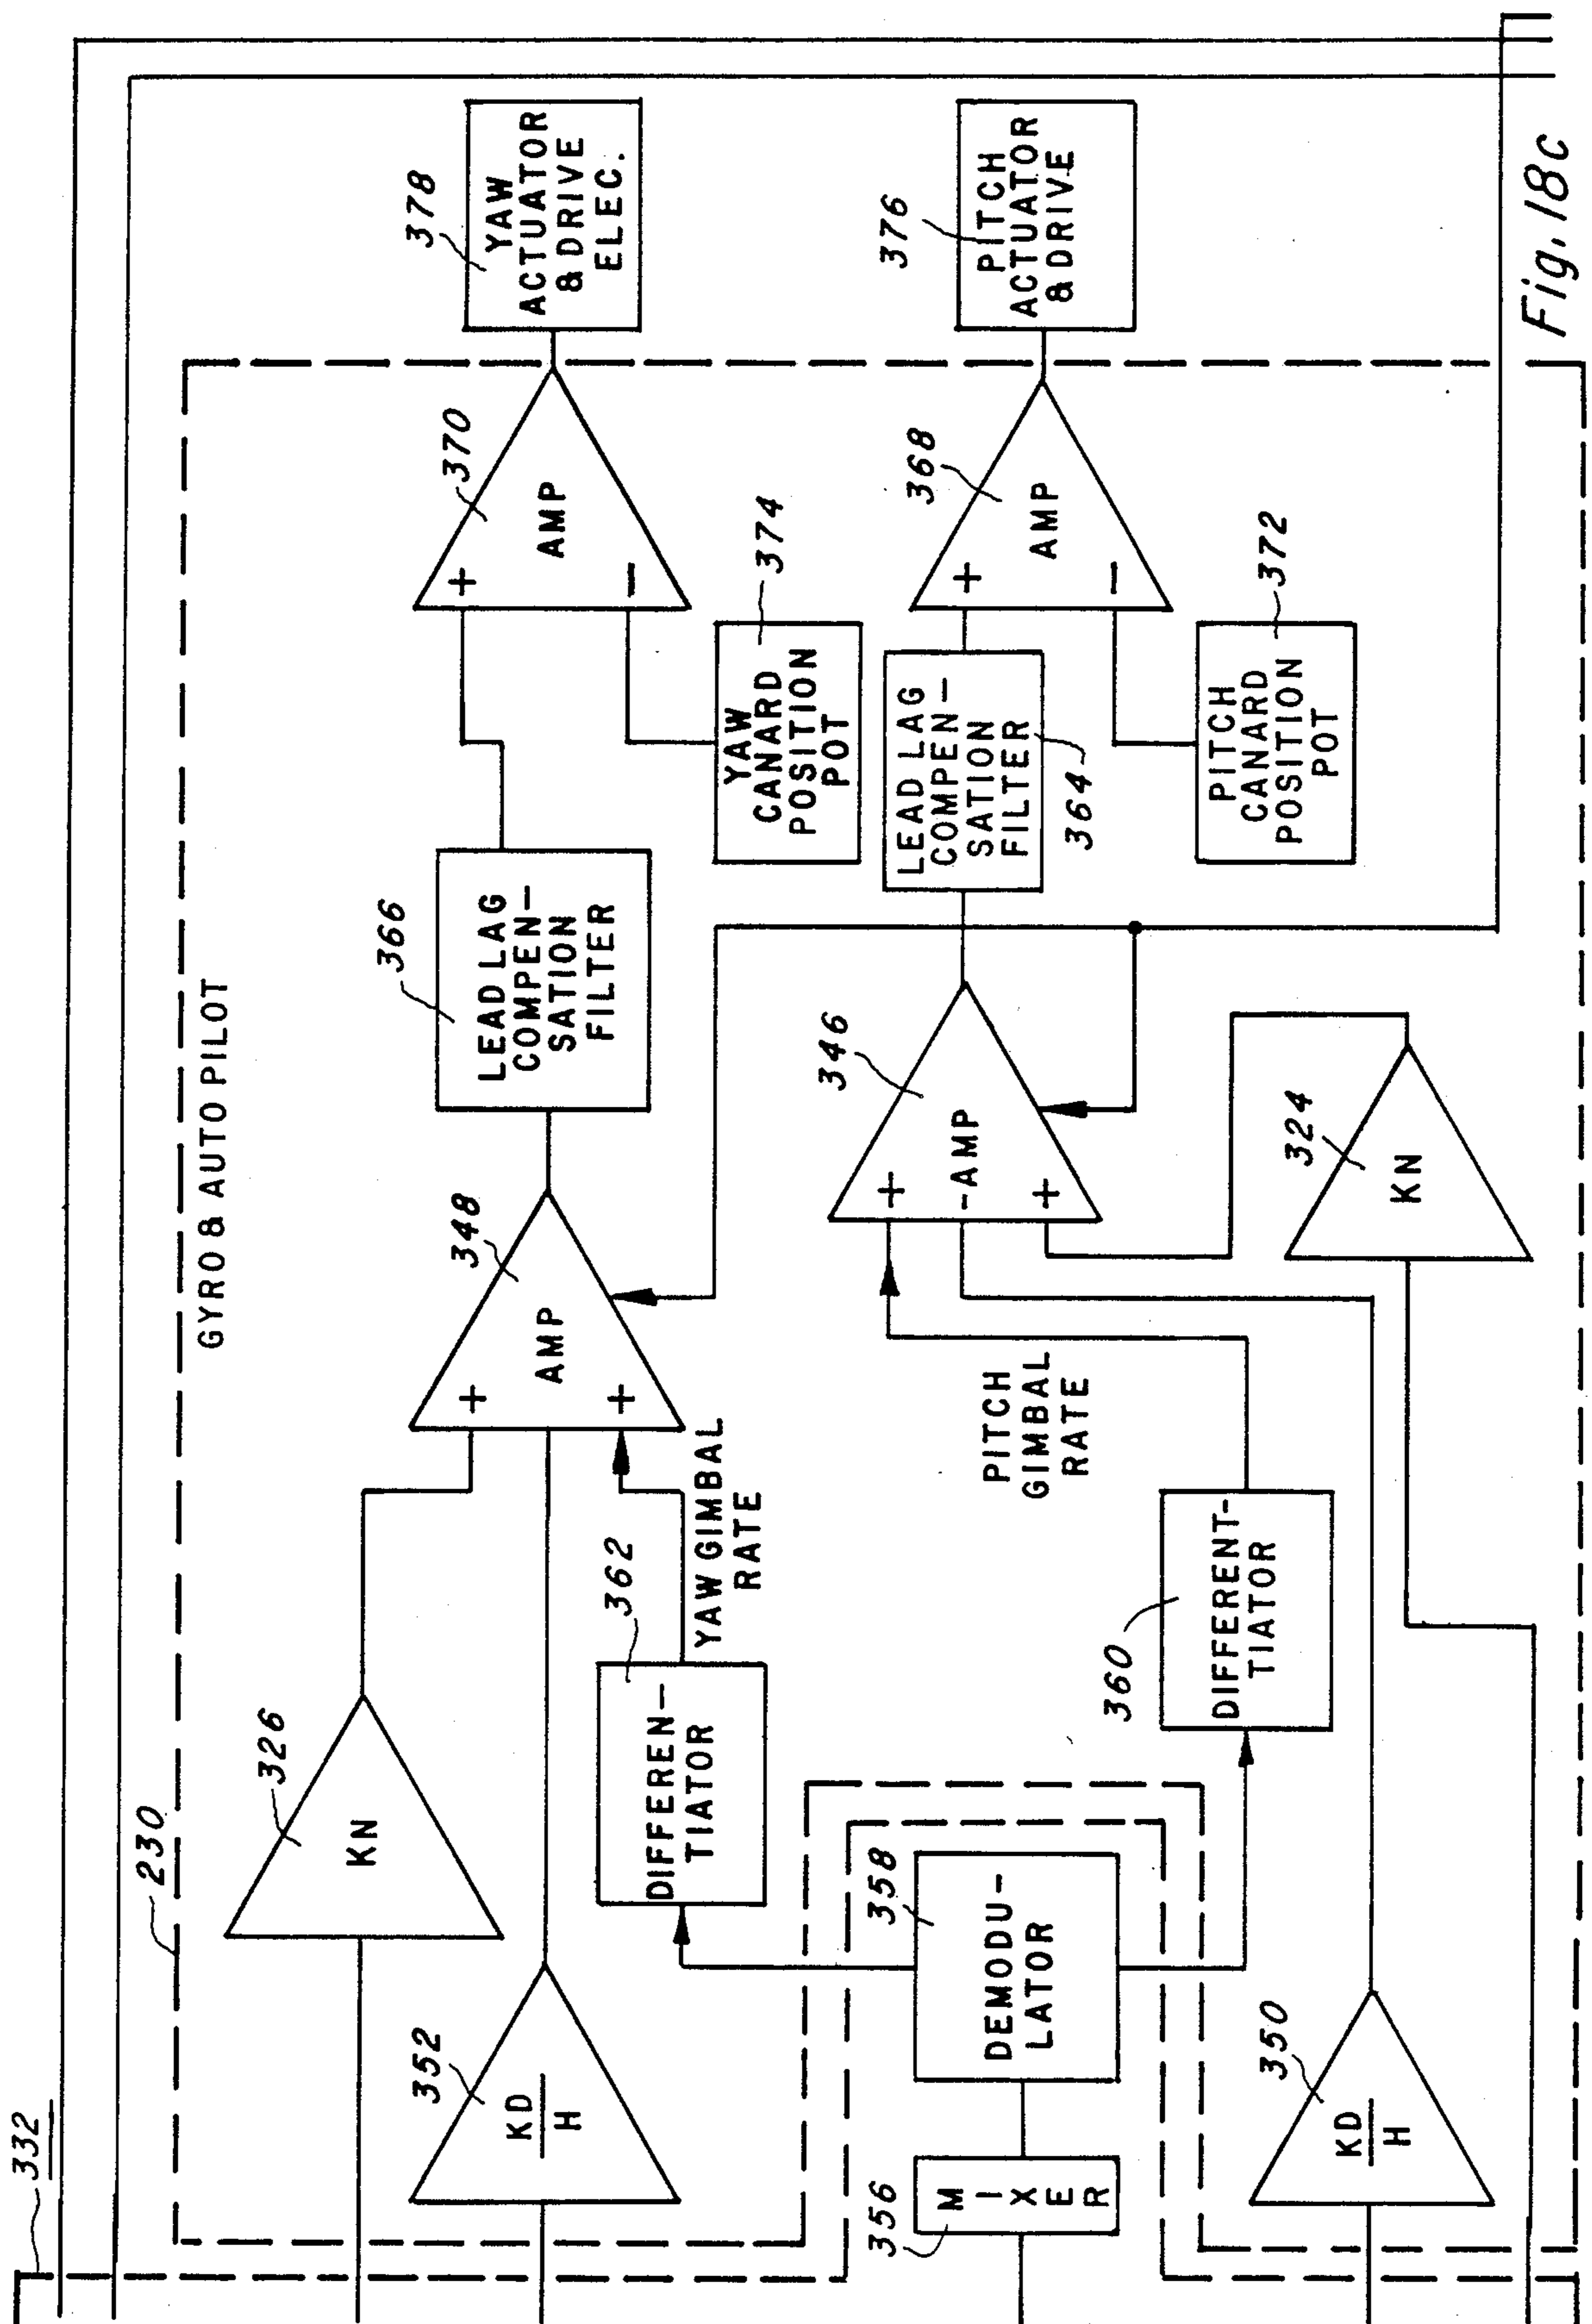 332
230
GYRO & AUTO PILOT
326
KN
352
KD
H
348
+
AMP
+
366
LEAD LAG
COMPEN-
SATION
FILTER
370
+
AMP
-
378
YAW
ACTUATOR
& DRIVE
ELEC.
362
DIFFEREN-
TIATOR
YAW GIMBAL
RATE
374
YAW
CANARD
POSITION
POT
356
MIXER
358
DEMODU-
LATOR
346
+
-AMP
+
LEAD LAG
COMPEN-
SATION
FILTER
364
368
+
AMP
-
376
PITCH
ACTUATOR
& DRIVE
PITCH
GIMBAL
RATE
360
DIFFERENT-
TIATOR
350
KD
H
324
KN
372
PITCH
CANARD
POSITION
POT
Fig. 18c